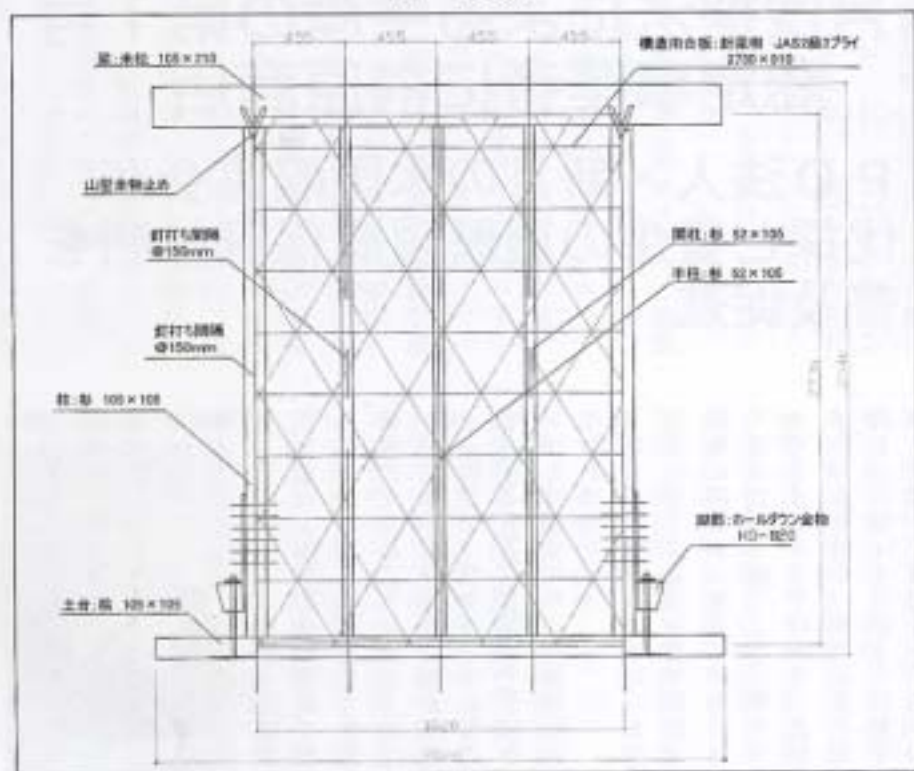 455 455 455 455
梁:米松 105×210
構造用合板:針葉樹 JAS2級3プライ
2730×910
山型金物止め
釘打ち間隔
@150mm
間柱:杉 52×105
半柱:杉 52×105
釘打ち間隔
@150mm
柱:杉 105×105
脚部:ホールダウン金物
HD-B20
土台:桧 105×105
1820